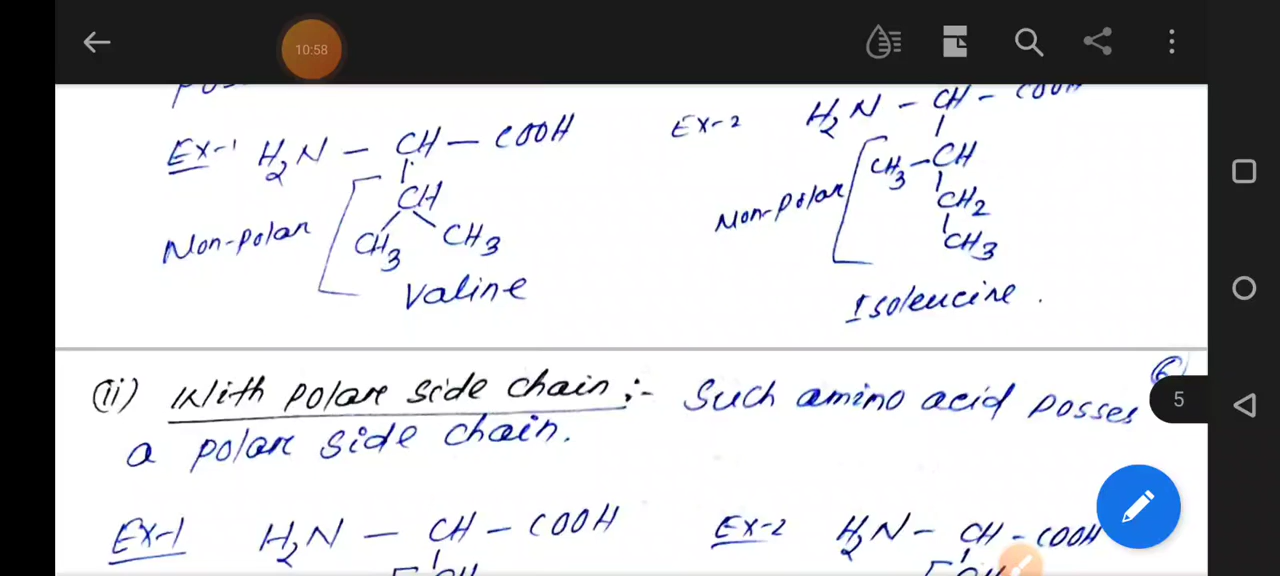 10:58
Ex-1 H2N - CH - COOH
CH
CH3 CH3
Non-polar
Valine
Ex-2 H2N - CH - COOH
CH3 - CH
CH2
CH3
Non-polar
Isoleucine.
(ii) With polar side chain :- Such amino acid posses
a polar side chain.
5
Ex-1 H2N - CH - COOH
Ex-2 H2N - CH - COOH